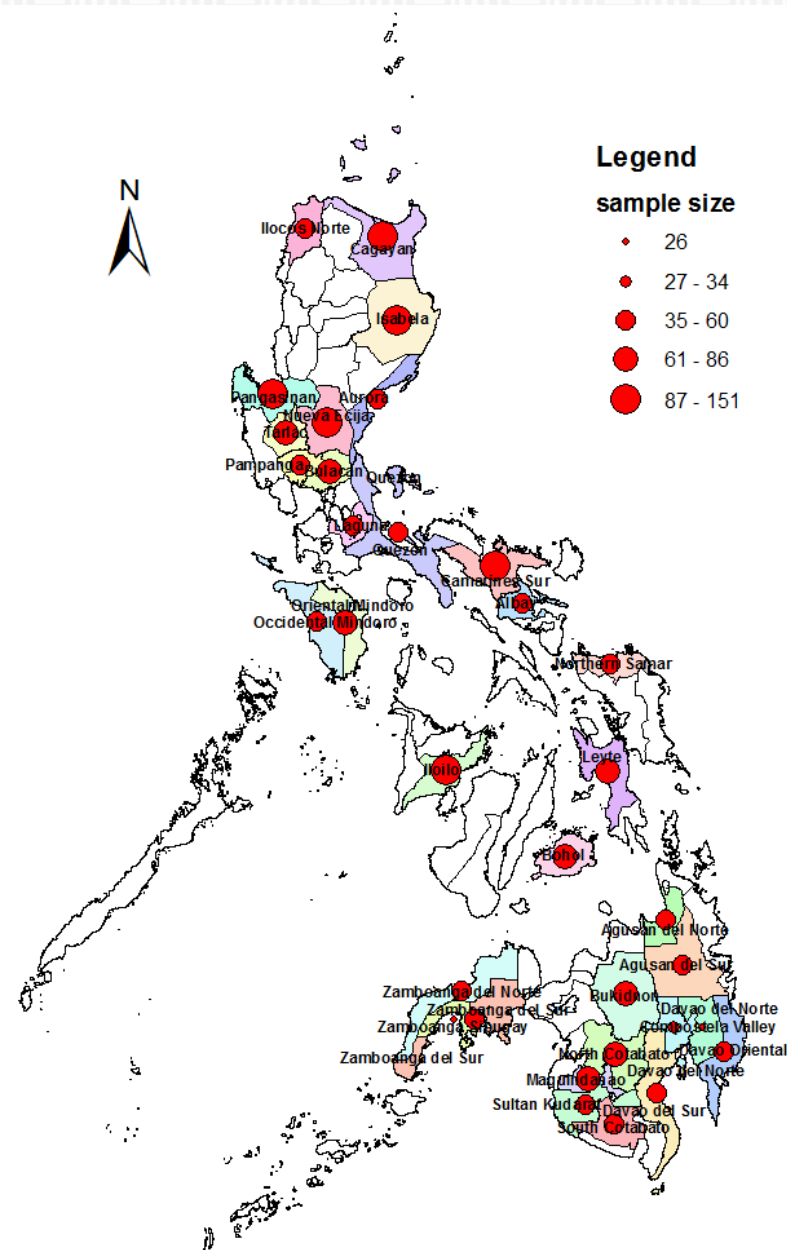 N
Legend
sample size
26
27 - 34
35 - 60
61 - 86
87 - 151
Ilocos Norte
Cagayan
Isabela
Pangasinan
Aurora
Nueva Ecija
Tarlac
Pampanga
Bulacan
Quezon
Laguna
Quezon
Camarines Sur
Albay
Oriental Mindoro
Occidental Mindoro
Northern Samar
Iloilo
Leyte
Bohol
Agusan del Norte
Agusan del Sur
Zamboanga del Norte
Bukidnon
Zamboanga del Sur
Davao del Norte
Zamboanga Sibugay
Compostela Valley
Zamboanga del Sur
North Cotabato
Davao Oriental
Davao del Norte
Maguindanao
Sultan Kudarat
Davao del Sur
South Cotabato